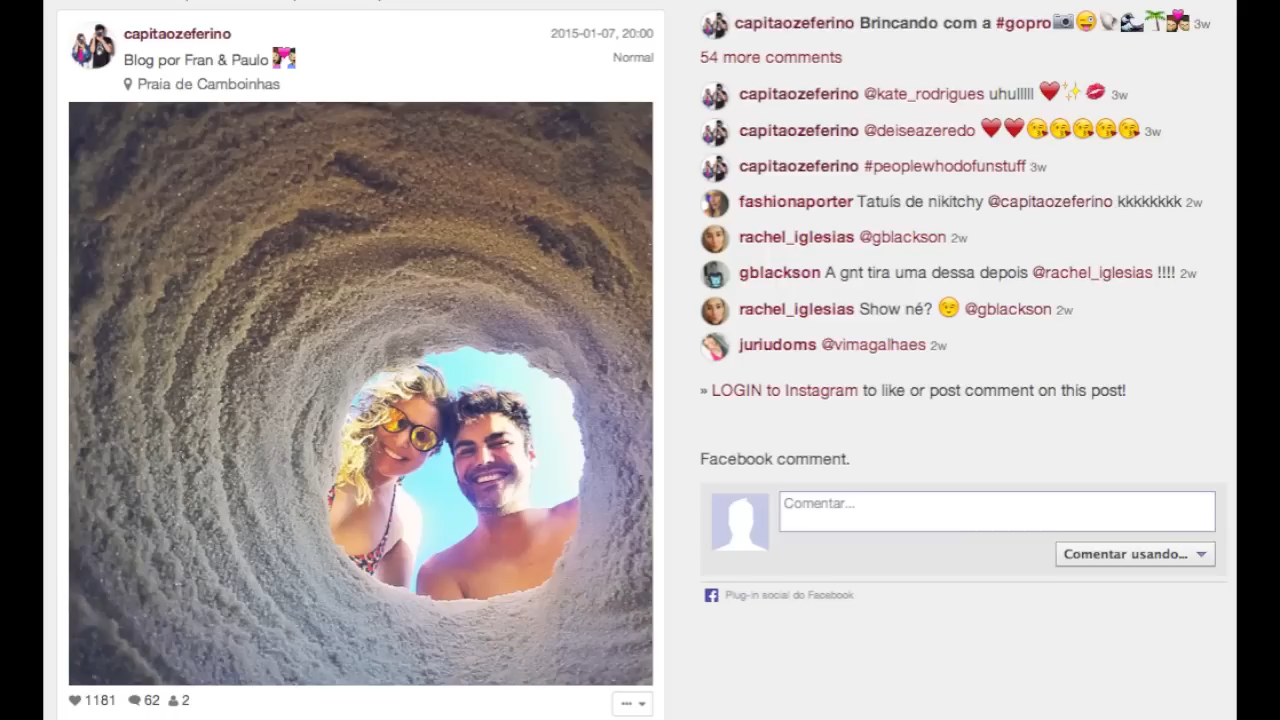 capitaozeferino
2015-01-07, 20:00
Blog por Fran & Paulo
Normal
Praia de Camboinhas
1181 62 2
capitaozeferino Brincando com a #gopro 3w
54 more comments
capitaozeferino @kate_rodrigues uhulllll ❤✨💋 3w
capitaozeferino @deiseazeredo ❤❤😘😘😘😘😘 3w
capitaozeferino #peoplewhodofunstuff 3w
fashionaporter Tatuís de nikitchy @capitaozeferino kkkkkkkk 2w
rachel_iglesias @gblackson 2w
gblackson A gnt tira uma dessa depois @rachel_iglesias !!!! 2w
rachel_iglesias Show né? @gblackson 2w
juriudoms @vimagalhaes 2w
» LOGIN to Instagram to like or post comment on this post!
Facebook comment.
Comentar...
Comentar usando...
Plug-in social do Facebook